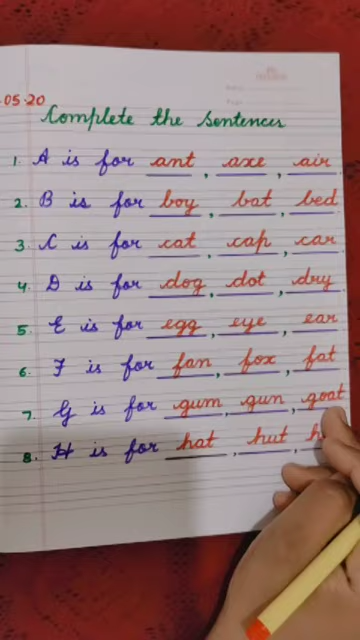 .05.20
Complete the Sentences
1. A is for ant, axe, air
2. B is for boy, bat, bed
3. C is for cat, cap, car
4. D is for dog, dot, dry
5. E is for egg, eye, ear
6. F is for fan, fox, fat
7. G is for gum, gun, goat
8. H is for hat, hut,